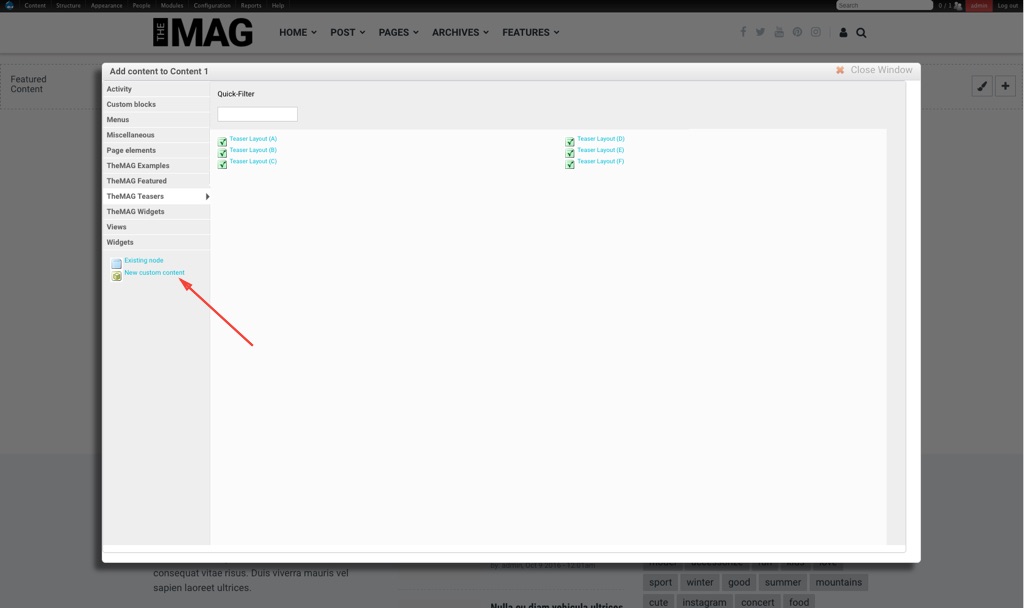 Content Structure Appearance People Modules Configuration Reports Help Search 0 / 1 admin Log out
THE MAG HOME POST PAGES ARCHIVES FEATURES
Featured
Content
Add content to Content 1 Close Window
Activity
Custom blocks
Menus
Miscellaneous
Page elements
TheMAG Examples
TheMAG Featured
TheMAG Teasers
TheMAG Widgets
Views
Widgets
Existing node
New custom content
Quick-Filter
Teaser Layout (A)
Teaser Layout (B)
Teaser Layout (C)
Teaser Layout (D)
Teaser Layout (E)
Teaser Layout (F)
consequat vitae risus. Duis viverra mauris vel
sapien laoreet ultrices.
Nulla eu diam vehicula ultrices
sport winter good summer mountains
cute instagram concert food